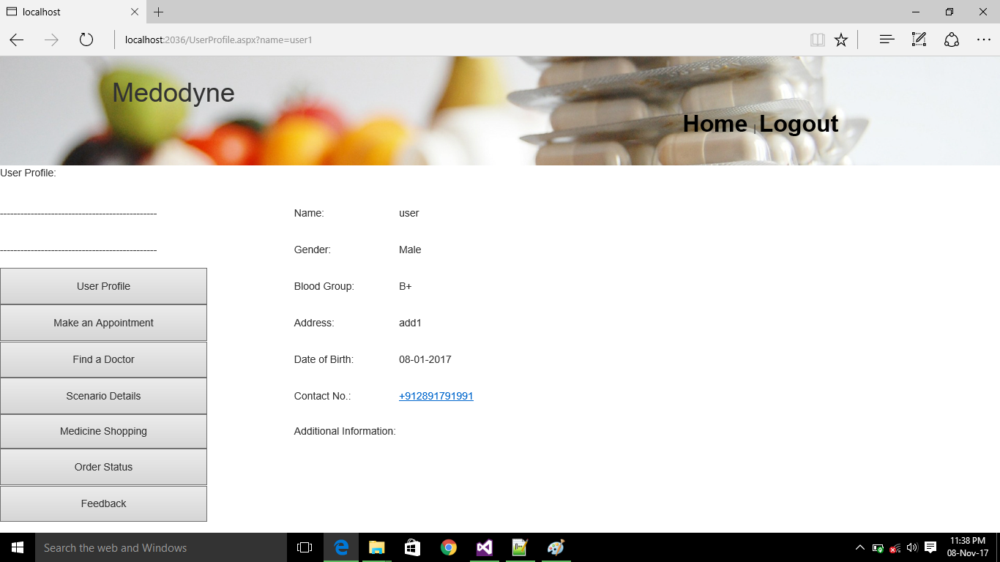 localhost
localhost:2036/UserProfile.aspx?name=user1
Medodyne
Home | Logout
User Profile:
----------------------------------------------- Name: user
----------------------------------------------- Gender: Male
User Profile Blood Group: B+
Make an Appointment Address: add1
Find a Doctor Date of Birth: 08-01-2017
Scenario Details Contact No.: +912891791991
Medicine Shopping Additional Information:
Order Status
Feedback
Search the web and Windows
11:38 PM
08-Nov-17